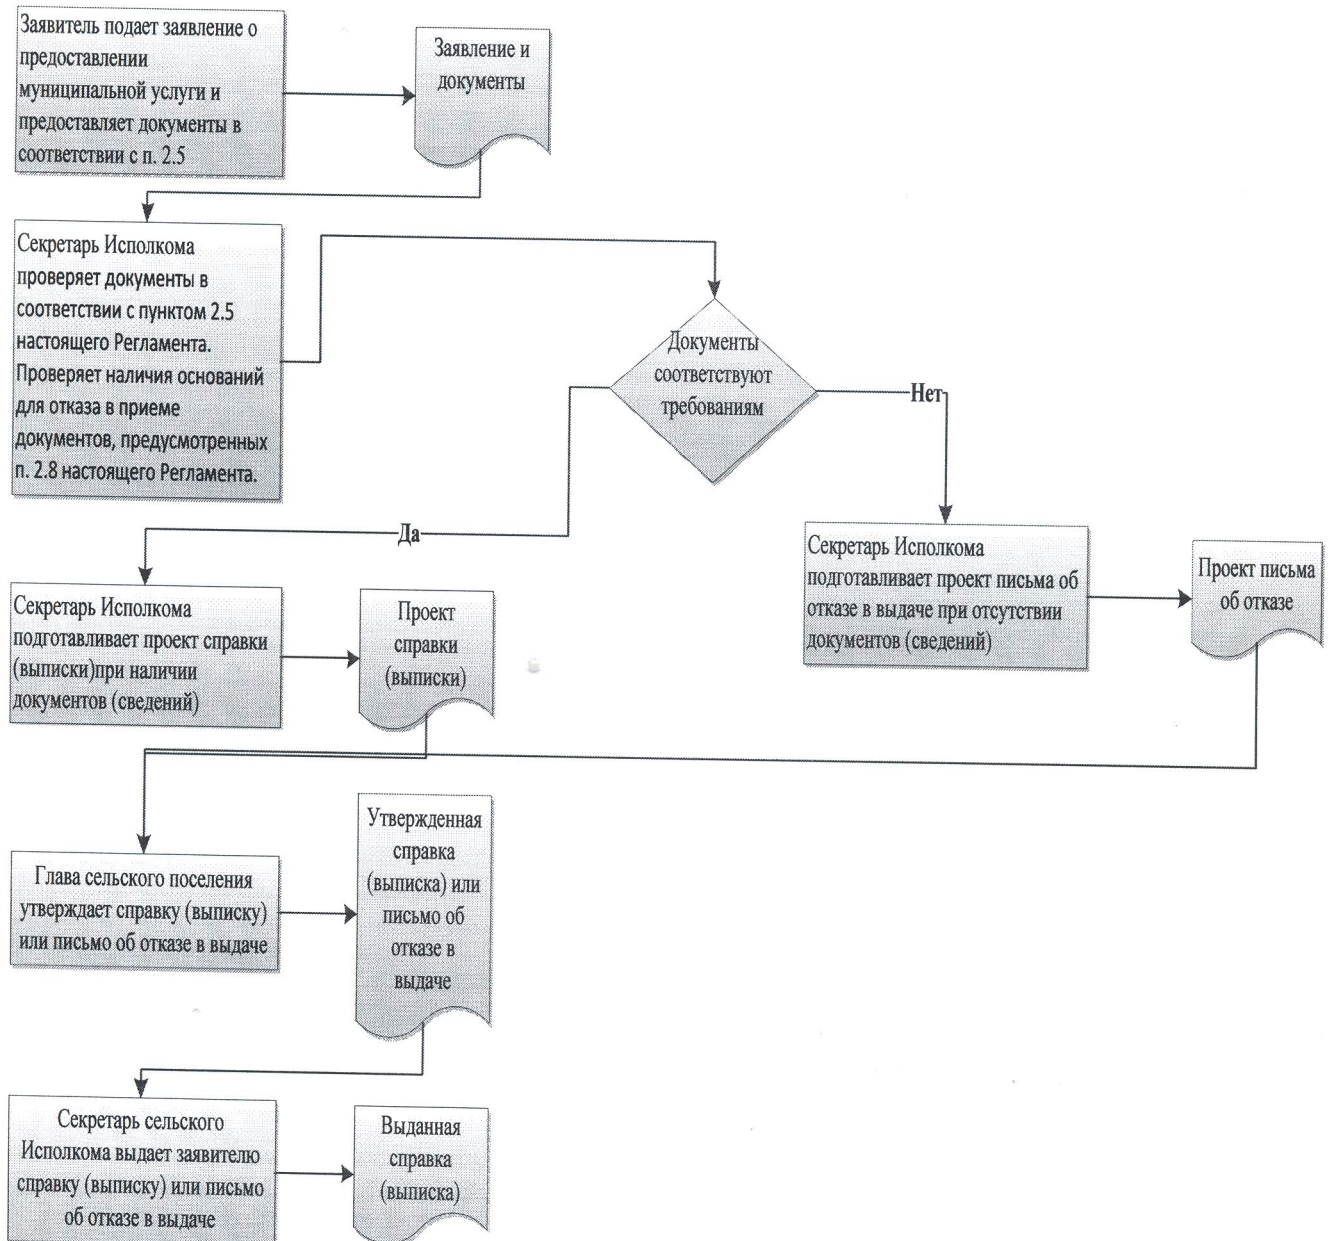 Заявитель подает заявление о
предоставлении
муниципальной услуги и
предоставляет документы в
соответствии с п. 2.5
Заявление и
документы
Секретарь Исполкома
проверяет документы в
соответствии с пунктом 2.5
настоящего Регламента.
Проверяет наличия оснований
для отказа в приеме
документов, предусмотренных
п. 2.8 настоящего Регламента.
Документы
соответствуют
требованиям
Нет
Да
Секретарь Исполкома
подготавливает проект письма об
отказе в выдаче при отсутствии
документов (сведений)
Проект письма
об отказе
Секретарь Исполкома
подготавливает проект справки
(выписки)при наличии
документов (сведений)
Проект
справки
(выписки)
Глава сельского поселения
утверждает справку (выписку)
или письмо об отказе в выдаче
Утвержденная
справка
(выписка) или
письмо об
отказе в
выдаче
Секретарь сельского
Исполкома выдает заявителю
справку (выписку) или письмо
об отказе в выдаче
Выданная
справка
(выписка)